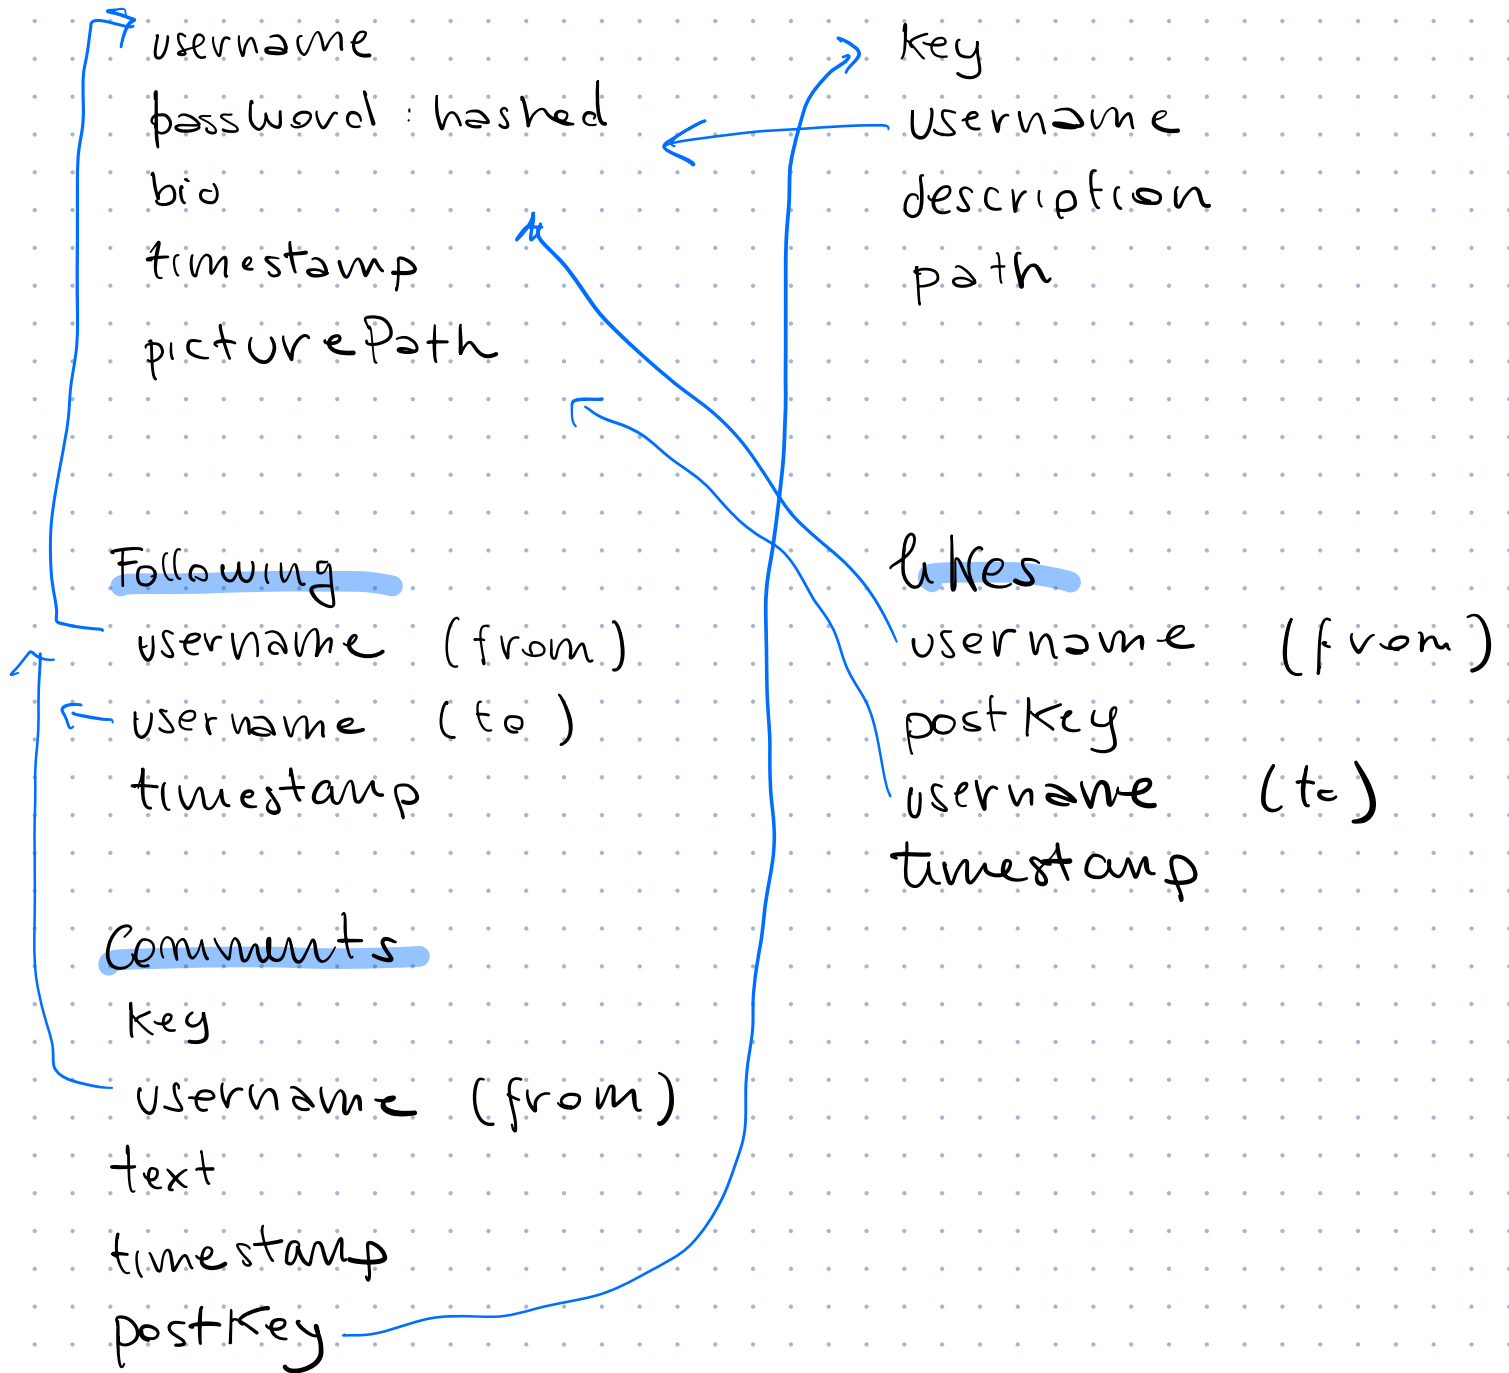 username
password : hashed
bio
timestamp
picturePath
key
username
description
path
Following
username (from)
username (to)
timestamp
likes
username (from)
postKey
username (to)
timestamp
Comments
key
username (from)
text
timestamp
postKey